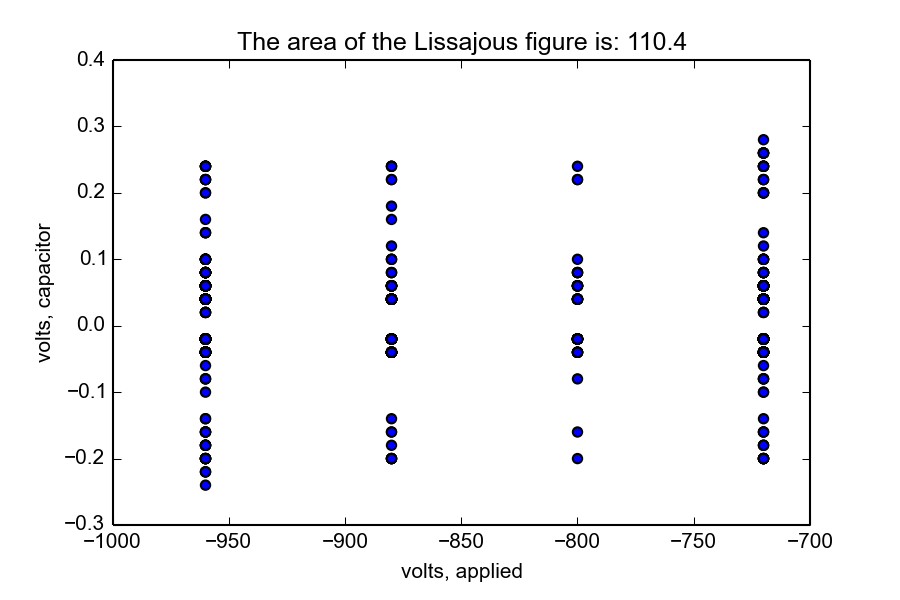 The area of the Lissajous figure is: 110.4
0.4
0.3
0.2
0.1
0.0
−0.1
−0.2
−0.3
volts, capacitor
−1000 −950 −900 −850 −800 −750 −700
volts, applied